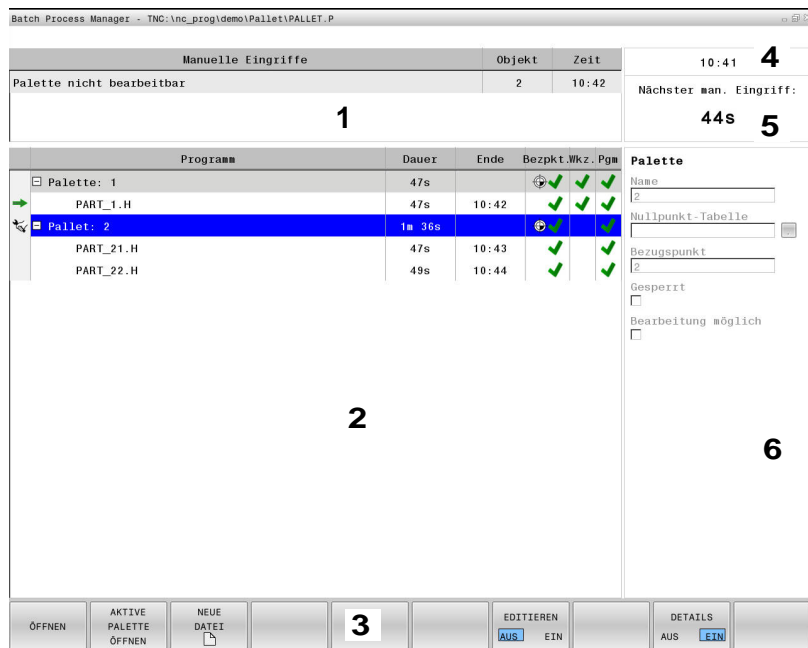 Batch Process Manager - TNC:\nc_prog\demo\Pallet\PALLET.P
Manuelle Eingriffe Objekt Zeit
Palette nicht bearbeitbar 2 10:42
1
10:41 4
Nächster man. Eingriff:
44s 5
Programm Dauer Ende Bezpkt. Wkz. Pgm
Palette: 1 47s
PART_1.H 47s 10:42
Pallet: 2 1m 36s
PART_21.H 47s 10:43
PART_22.H 49s 10:44
2
Palette
Name
2
Nullpunkt-Tabelle
Bezugspunkt
2
Gesperrt
Bearbeitung möglich
6
ÖFFNEN
AKTIVE
PALETTE
ÖFFNEN
NEUE
DATEI
3
EDITIEREN
AUS EIN
DETAILS
AUS EIN